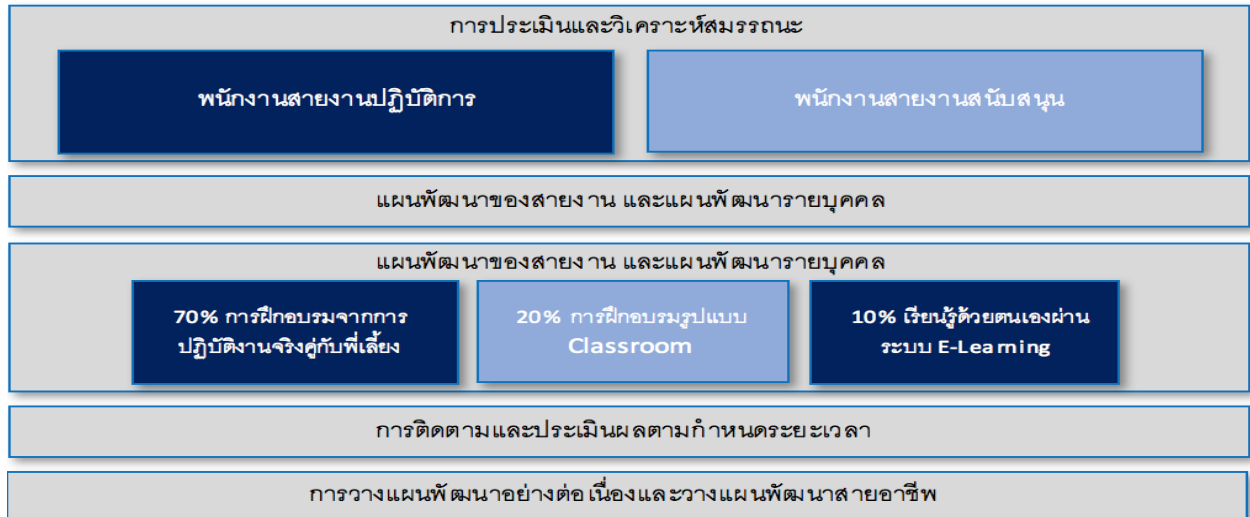 การประเมินและวิเคราะห์สมรรถนะ
พนักงานสายงานปฏิบัติการ
พนักงานสายงานสนับสนุน
แผนพัฒนาของสายงาน และแผนพัฒนารายบุคคล
แผนพัฒนาของสายงาน และแผนพัฒนารายบุคคล
70% การฝึกอบรมจากการ
ปฏิบัติงานจริงคู่กับพี่เลี้ยง
20% การฝึกอบรมรูปแบบ
Classroom
10% เรียนรู้ด้วยตนเองผ่าน
ระบบ E-Learning
การติดตามและประเมินผลตามกำหนดระยะเวลา
การวางแผนพัฒนาอย่างต่อเนื่องและวางแผนพัฒนาสายอาชีพ